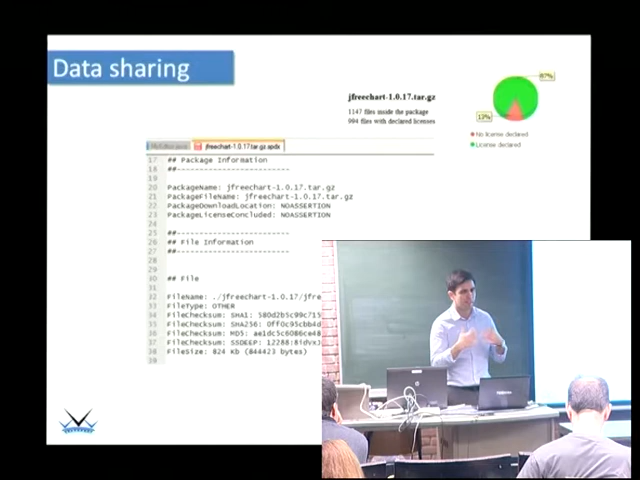 Data sharing
jfreechart-1.0.17.tar.gz
1147 files inside the package
994 files with declared licenses
87%
13%
No license declared
License declared
jfreechart-1.0.17.tar.gz.spdx
17 ## Package Information
18 ##-------------------------
19
20 PackageName: jfreechart-1.0.17.tar.gz
21 PackageFileName: jfreechart-1.0.17.tar.gz
22 PackageDownloadLocation: NOASSERTION
23 PackageLicenseConcluded: NOASSERTION
24
25 ##-------------------------
26 ## File Information
27 ##-------------------------
28
29
30 ## File
31
32 FileName: ./jfreechart-1.0.17/jfre
33 FileType: OTHER
34 FileChecksum: SHA1:
35 FileChecksum: SHA256:
36 FileChecksum: MD5:
37 FileChecksum: SSDEEP:
38 FileSize: 824 Kb (844423 bytes)
39